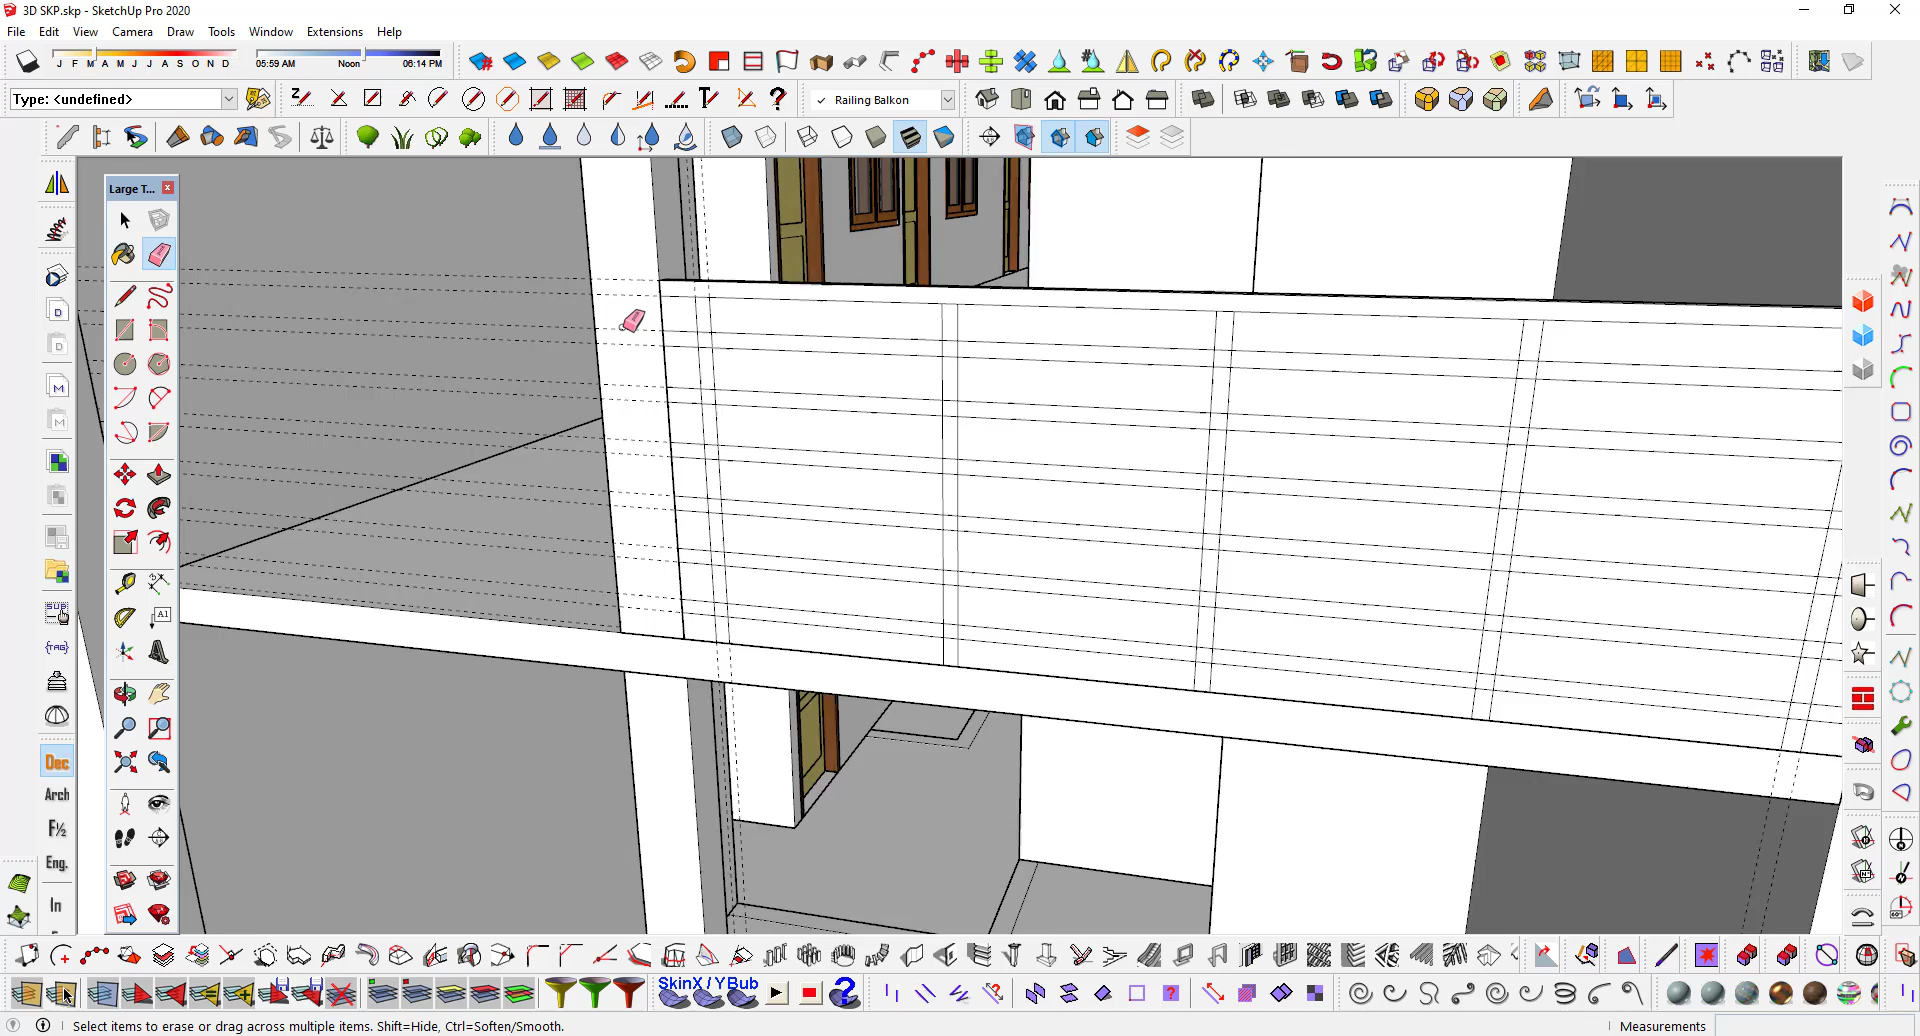 3D SKP.skp - SketchUp Pro 2020
File Edit View Camera Draw Tools Window Extensions Help
J F M A M J J A S O N D
05:59 AM Noon 06:14 PM
Type: <undefined>
Railing Balkon
Large T...
Dec
Arch
F½
Eng.
In
SkinX / YBub
Select items to erase or drag across multiple items. Shift=Hide, Ctrl=Soften/Smooth.
Measurements